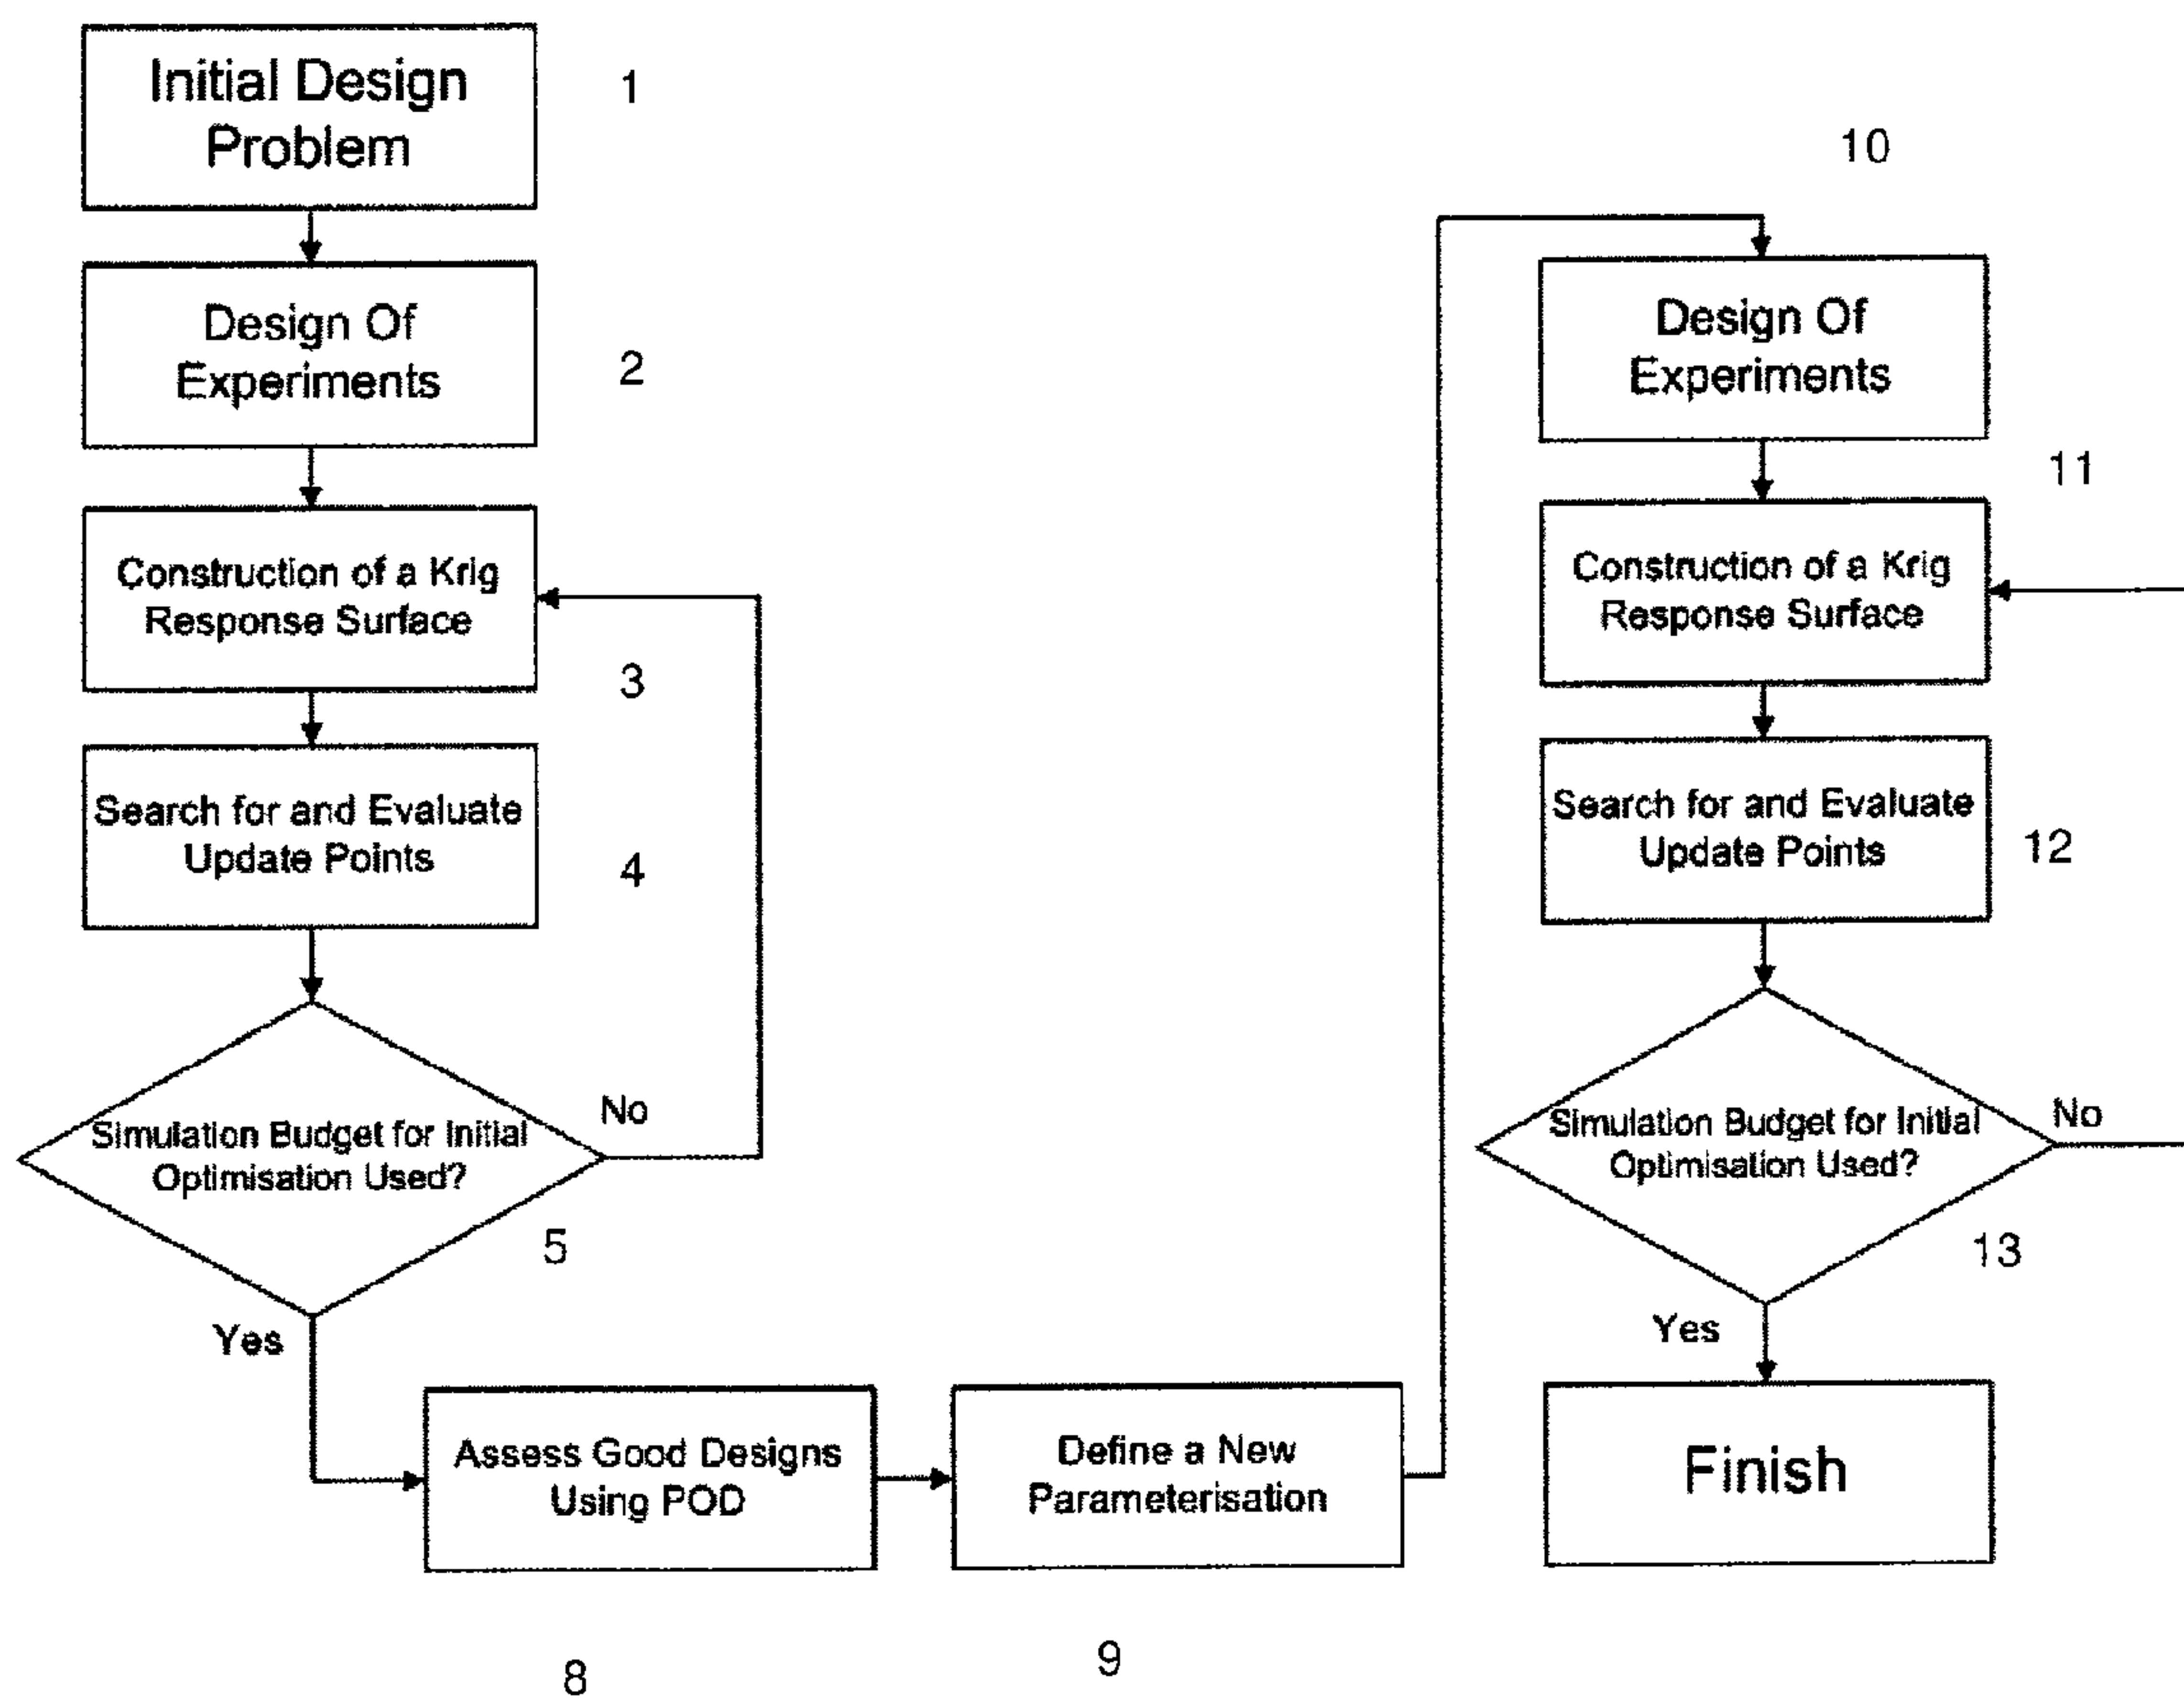 Initial Design
Problem
1
Design Of
Experiments
2
Construction of a Krig
Response Surface
3
Search for and Evaluate
Update Points
4
Simulation Budget for Initial
Optimisation Used?
No
5
Yes
Assess Good Designs
Using POD
8
Define a New
Parameterisation
9
10
Design Of
Experiments
11
Construction of a Krig
Response Surface
Search for and Evaluate
Update Points
12
Simulation Budget for Initial
Optimisation Used?
No
13
Yes
Finish